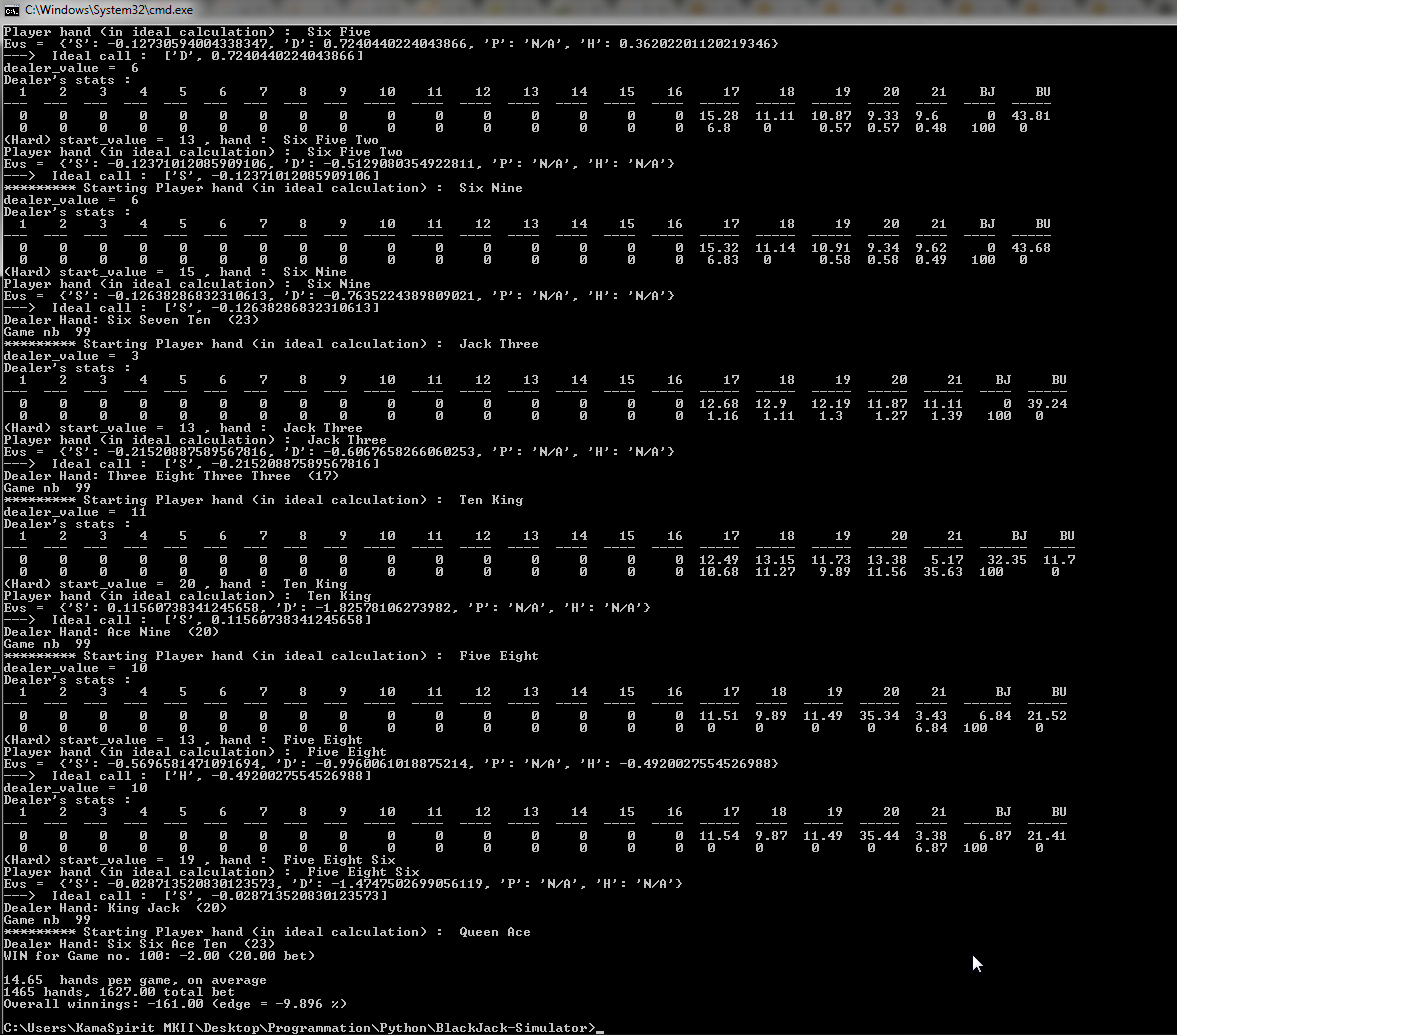 C:\Windows\System32\cmd.exe
Player hand (in ideal calculation) :  Six Five
Evs =  {'S': -0.12730594004338347, 'D': 0.7240440224043866, 'P': 'N/A', 'H': 0.36202201120219346}
--->  Ideal call :  ['D', 0.7240440224043866]
dealer_value =  6
Dealer's stats :
1 2 3 4 5 6 7 8 9 10 11 12 13 14 15 16 17 18 19 20 21 BJ BU
--- --- --- --- --- --- --- --- --- ---- ---- ---- ---- ---- ---- ---- ----- ----- ----- ---- ---- ---- -----
0 0 0 0 0 0 0 0 0 0 0 0 0 0 0 0 15.28 11.11 10.87 9.33 9.6 0 43.81
0 0 0 0 0 0 0 0 0 0 0 0 0 0 0 0 6.8 0 0.57 0.57 0.48 100 0
(Hard) start_value =  13 , hand :  Six Five Two
Player hand (in ideal calculation) :  Six Five Two
Evs =  {'S': -0.12371012085909106, 'D': -0.5129080354922811, 'P': 'N/A', 'H': 'N/A'}
--->  Ideal call :  ['S', -0.12371012085909106]
********* Starting Player hand (in ideal calculation) :  Six Nine
dealer_value =  6
Dealer's stats :
1 2 3 4 5 6 7 8 9 10 11 12 13 14 15 16 17 18 19 20 21 BJ BU
--- --- --- --- --- --- --- --- --- ---- ---- ---- ---- ---- ---- ---- ----- ----- ----- ---- ---- ---- -----
0 0 0 0 0 0 0 0 0 0 0 0 0 0 0 0 15.32 11.14 10.91 9.34 9.62 0 43.68
0 0 0 0 0 0 0 0 0 0 0 0 0 0 0 0 6.83 0 0.58 0.58 0.49 100 0
(Hard) start_value =  15 , hand :  Six Nine
Player hand (in ideal calculation) :  Six Nine
Evs =  {'S': -0.12638286832310613, 'D': -0.7635224389809021, 'P': 'N/A', 'H': 'N/A'}
--->  Ideal call :  ['S', -0.12638286832310613]
Dealer Hand: Six Seven Ten  (23)
Game nb  99
********* Starting Player hand (in ideal calculation) :  Jack Three
dealer_value =  3
Dealer's stats :
1 2 3 4 5 6 7 8 9 10 11 12 13 14 15 16 17 18 19 20 21 BJ BU
--- --- --- --- --- --- --- --- --- ---- ---- ---- ---- ---- ---- ---- ----- ----- ----- ----- ----- ---- -----
0 0 0 0 0 0 0 0 0 0 0 0 0 0 0 0 12.68 12.9 12.19 11.87 11.11 0 39.24
0 0 0 0 0 0 0 0 0 0 0 0 0 0 0 0 1.16 1.11 1.3 1.27 1.39 100 0
(Hard) start_value =  13 , hand :  Jack Three
Player hand (in ideal calculation) :  Jack Three
Evs =  {'S': -0.21520887589567816, 'D': -0.6067658266060253, 'P': 'N/A', 'H': 'N/A'}
--->  Ideal call :  ['S', -0.21520887589567816]
Dealer Hand: Three Eight Three Three  (17)
Game nb  99
********* Starting Player hand (in ideal calculation) :  Ten King
dealer_value =  11
Dealer's stats :
1 2 3 4 5 6 7 8 9 10 11 12 13 14 15 16 17 18 19 20 21 BJ BU
--- --- --- --- --- --- --- --- --- ---- ---- ---- ---- ---- ---- ---- ----- ----- ----- ----- ----- ------ -----
0 0 0 0 0 0 0 0 0 0 0 0 0 0 0 0 12.49 13.15 11.73 13.38 5.17 32.35 11.7
0 0 0 0 0 0 0 0 0 0 0 0 0 0 0 0 10.68 11.27 9.89 11.56 35.63 100 0
(Hard) start_value =  20 , hand :  Ten King
Player hand (in ideal calculation) :  Ten King
Evs =  {'S': 0.11560738341245658, 'D': -1.82578106273982, 'P': 'N/A', 'H': 'N/A'}
--->  Ideal call :  ['S', 0.11560738341245658]
Dealer Hand: Ace Nine  (20)
Game nb  99
********* Starting Player hand (in ideal calculation) :  Five Eight
dealer_value =  10
Dealer's stats :
1 2 3 4 5 6 7 8 9 10 11 12 13 14 15 16 17 18 19 20 21 BJ BU
--- --- --- --- --- --- --- --- --- ---- ---- ---- ---- ---- ---- ---- ----- ---- ----- ----- ---- ------ -----
0 0 0 0 0 0 0 0 0 0 0 0 0 0 0 0 11.51 9.89 11.49 35.34 3.43 6.84 21.52
0 0 0 0 0 0 0 0 0 0 0 0 0 0 0 0 0 0 0 0 6.84 100 0
(Hard) start_value =  13 , hand :  Five Eight
Player hand (in ideal calculation) :  Five Eight
Evs =  {'S': -0.5696581471091694, 'D': -0.9960061018875214, 'P': 'N/A', 'H': -0.4920027554526988}
--->  Ideal call :  ['H', -0.4920027554526988]
dealer_value =  10
Dealer's stats :
1 2 3 4 5 6 7 8 9 10 11 12 13 14 15 16 17 18 19 20 21 BJ BU
--- --- --- --- --- --- --- --- --- ---- ---- ---- ---- ---- ---- ---- ----- ---- ----- ----- ---- ------ -----
0 0 0 0 0 0 0 0 0 0 0 0 0 0 0 0 11.54 9.87 11.49 35.44 3.38 6.87 21.41
0 0 0 0 0 0 0 0 0 0 0 0 0 0 0 0 0 0 0 0 6.87 100 0
(Hard) start_value =  19 , hand :  Five Eight Six
Player hand (in ideal calculation) :  Five Eight Six
Evs =  {'S': -0.028713520830123573, 'D': -1.4747502699056119, 'P': 'N/A', 'H': 'N/A'}
--->  Ideal call :  ['S', -0.028713520830123573]
Dealer Hand: King Jack  (20)
Game nb  99
********* Starting Player hand (in ideal calculation) :  Queen Ace
Dealer Hand: Six Six Ace Ten  (23)
WIN for Game no. 100: -2.00 (20.00 bet)
14.65  hands per game, on average
1465 hands, 1627.00 total bet
Overall winnings: -161.00 (edge = -9.896 %)
C:\Users\KamaSpirit MKII\Desktop\Programmation\Python\BlackJack-Simulator>_